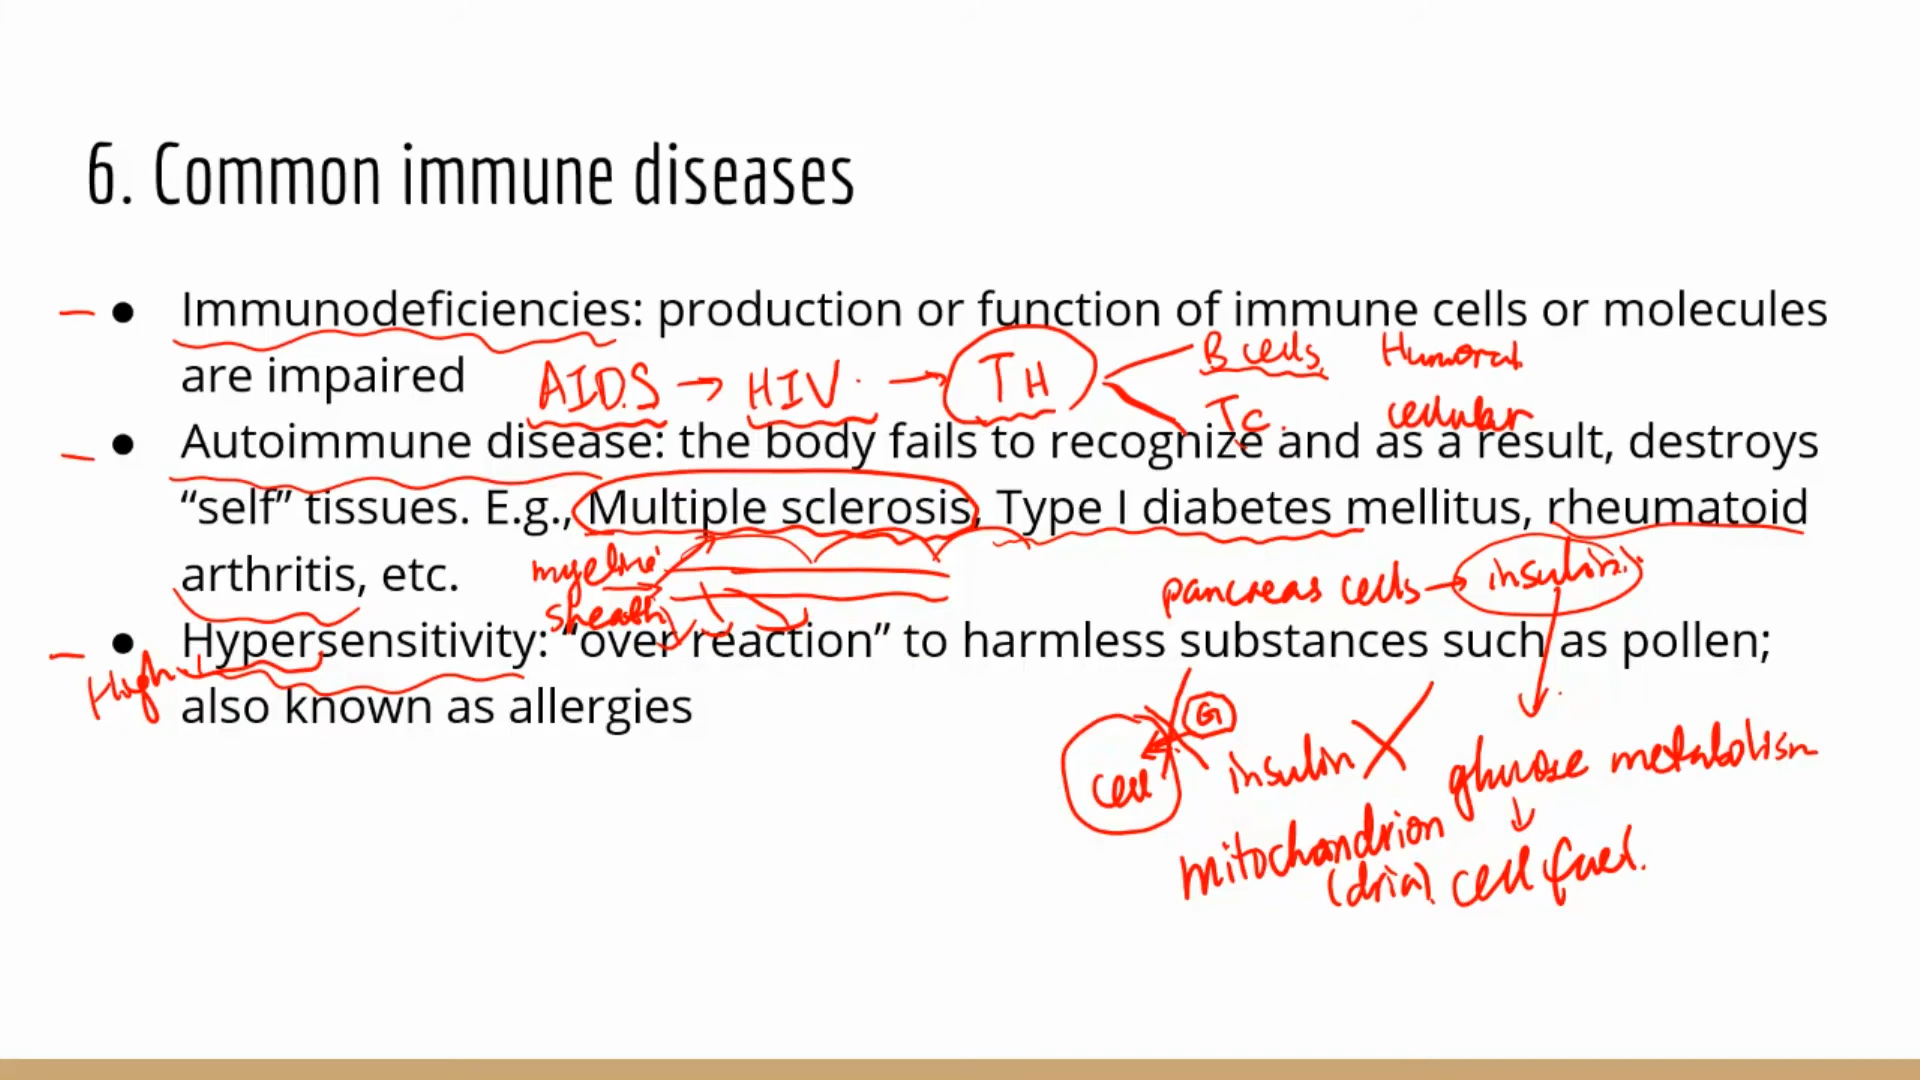 6. Common immune diseases
● Immunodeficiencies: production or function of immune cells or molecules
B cells Humoral
are impaired AIDS → HIV. → TH
Tc. cellular
● Autoimmune disease: the body fails to recognize and as a result, destroys
“self” tissues. E.g., Multiple sclerosis, Type I diabetes mellitus, rheumatoid
arthritis, etc.
myeline
sheath
pancreas cells → insulin
● Hypersensitivity: “over reaction” to harmless substances such as pollen;
High
also known as allergies
G
cell
insulin
glucose metabolism
mitochondrion
(dria)
cell fuel.